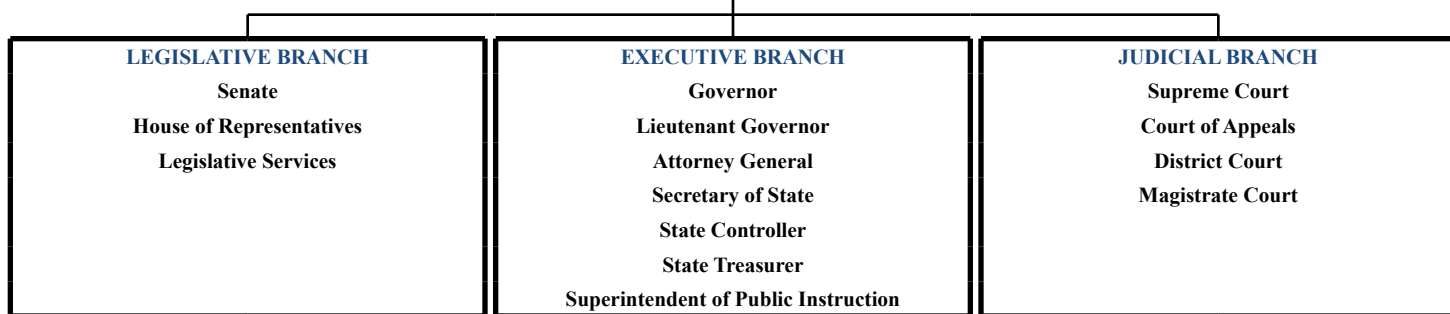 LEGISLATIVE BRANCH
Senate
House of Representatives
Legislative Services
EXECUTIVE BRANCH
Governor
Lieutenant Governor
Attorney General
Secretary of State
State Controller
State Treasurer
Superintendent of Public Instruction
JUDICIAL BRANCH
Supreme Court
Court of Appeals
District Court
Magistrate Court